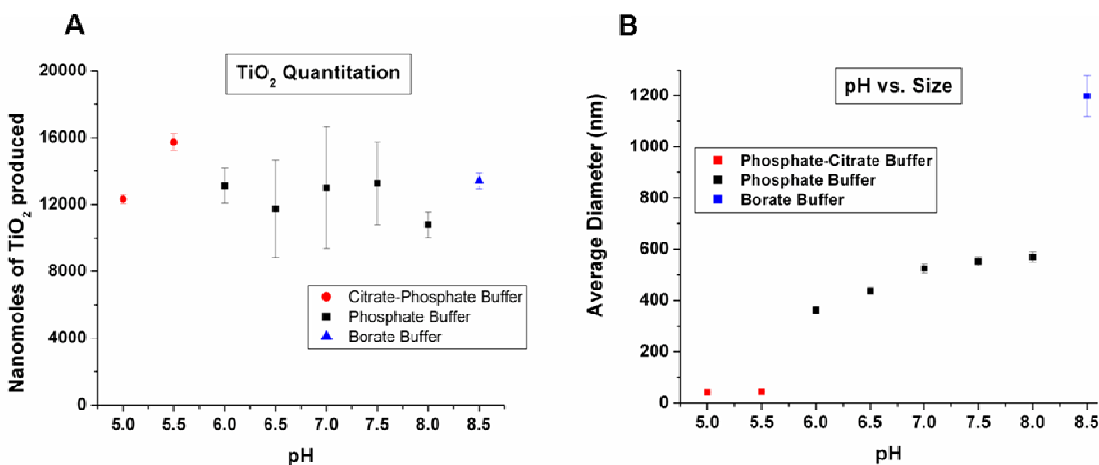 A
TiO2 Quantitation
Nanomoles of TiO2 produced
20000
16000
12000
8000
4000
0
Citrate-Phosphate Buffer
Phosphate Buffer
Borate Buffer
5.0 5.5 6.0 6.5 7.0 7.5 8.0 8.5
pH
B
pH vs. Size
Average Diameter (nm)
1200
1000
800
600
400
200
0
Phosphate-Citrate Buffer
Phosphate Buffer
Borate Buffer
5.0 5.5 6.0 6.5 7.0 7.5 8.0 8.5
pH